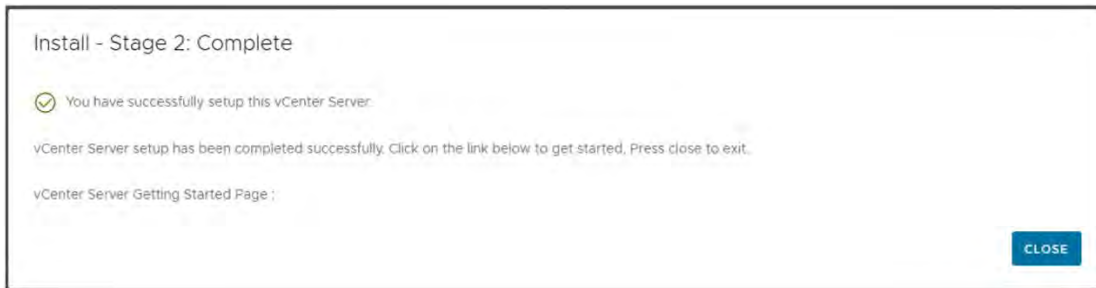 Install - Stage 2: Complete
You have successfully setup this vCenter Server.
vCenter Server setup has been completed successfully. Click on the link below to get started. Press close to exit.
vCenter Server Getting Started Page :
CLOSE